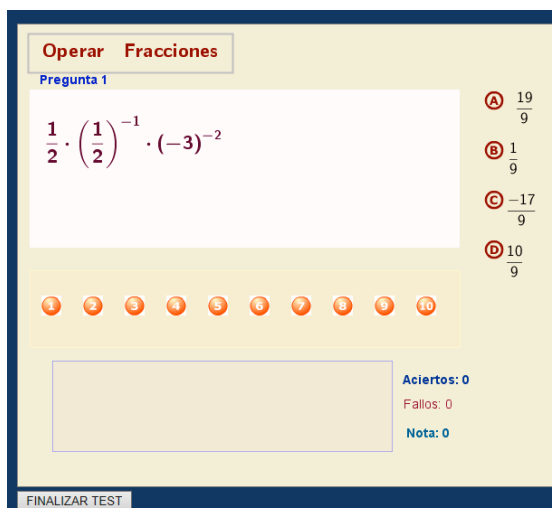 Operar Fracciones
Pregunta 1
1/2 · (1/2)⁻¹ · (−3)⁻²
A 19/9
B 1/9
C −17/9
D 10/9
1 2 3 4 5 6 7 8 9 10
Aciertos: 0
Fallos: 0
Nota: 0
FINALIZAR TEST